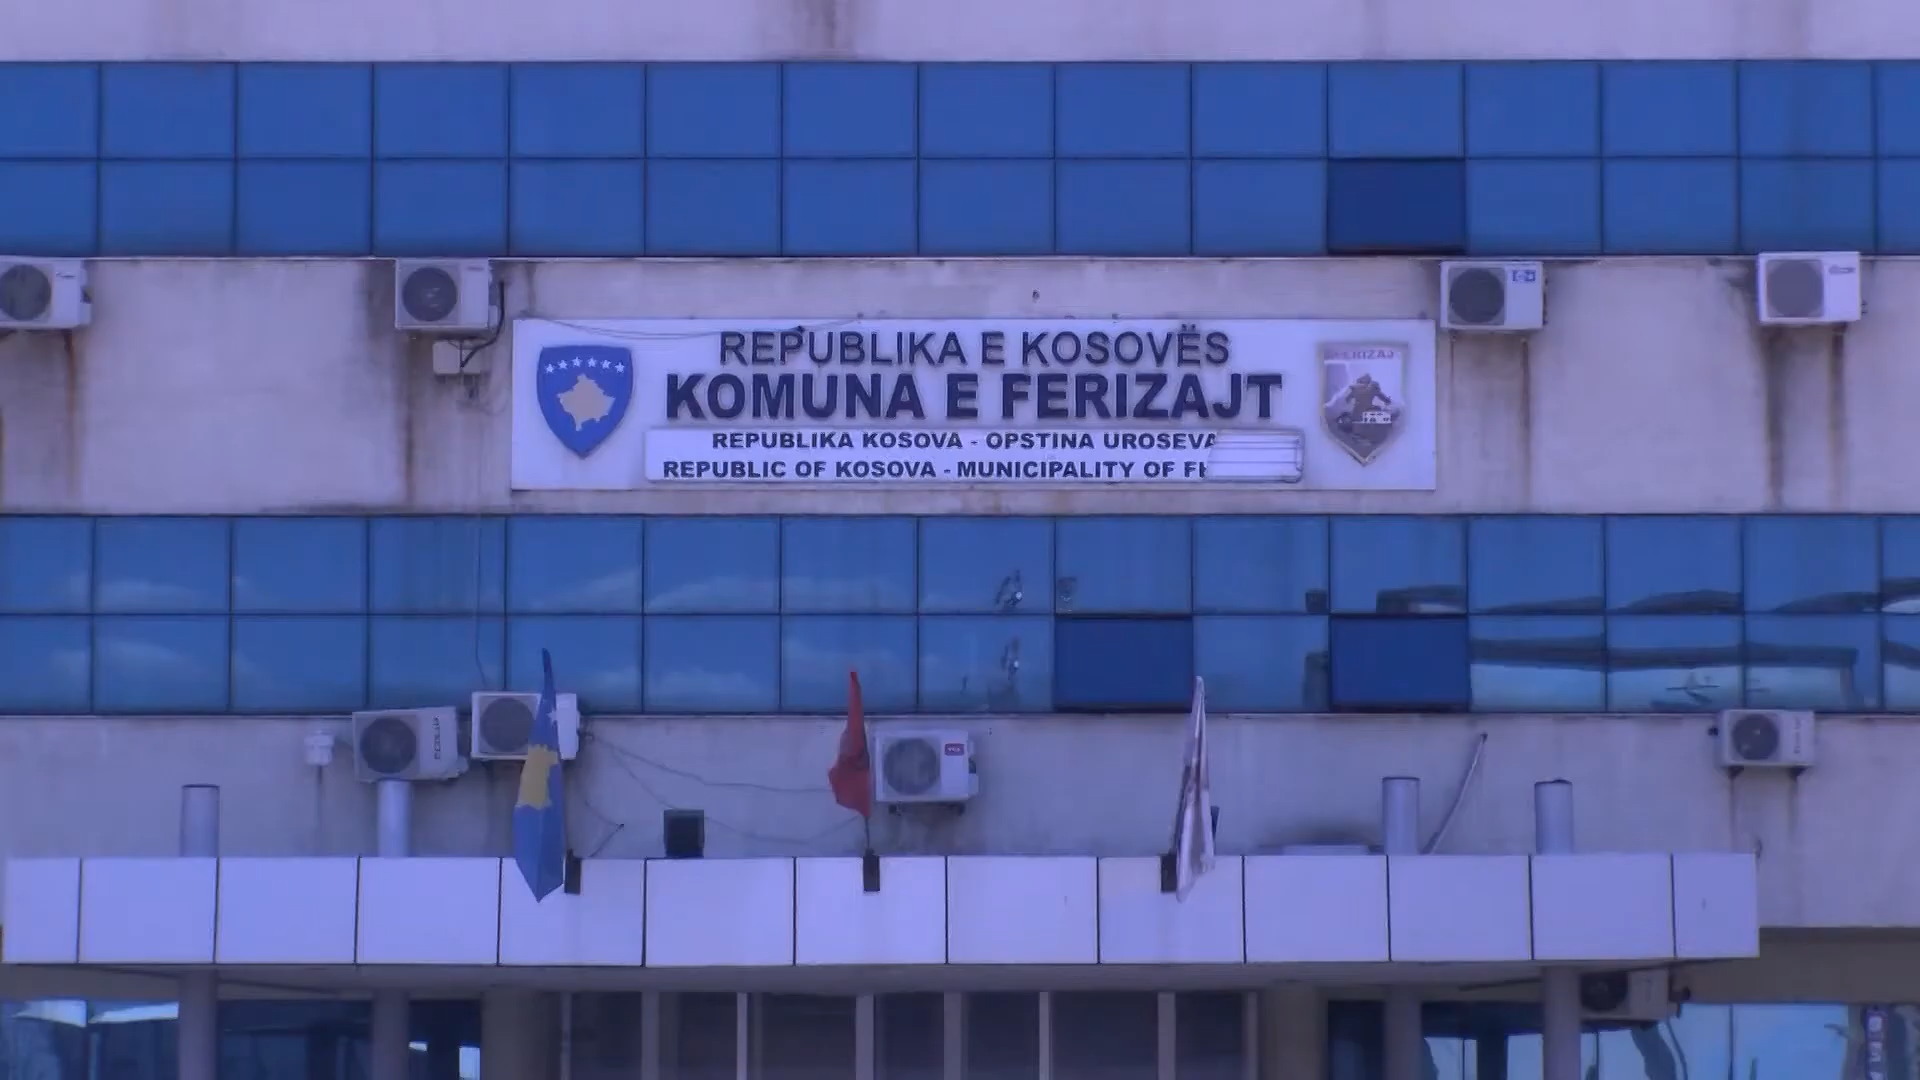 REPUBLIKA E KOSOVËS
KOMUNA E FERIZAJT
REPUBLIKA KOSOVA - OPSTINA UROSEVA
REPUBLIC OF KOSOVA - MUNICIPALITY OF
FERIZAJ